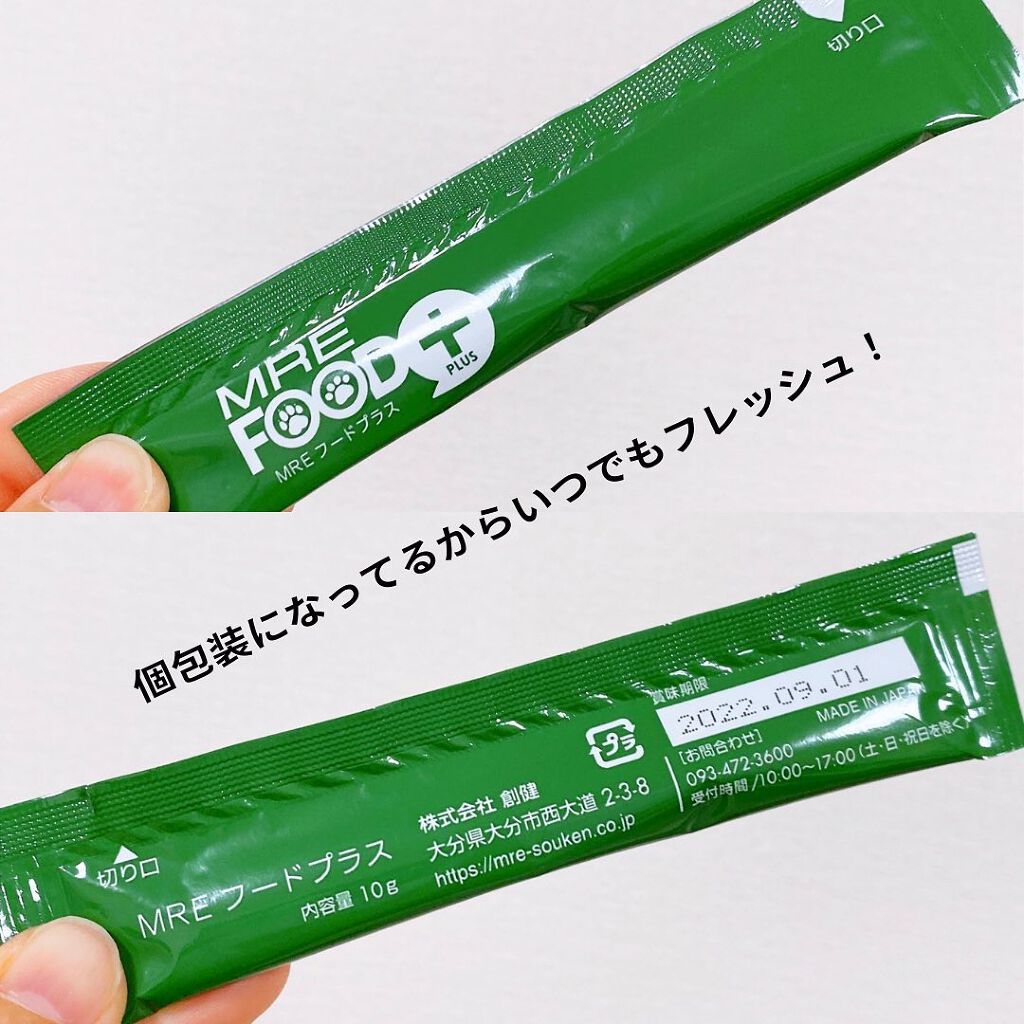 切り口
MRE
FOOD
PLUS
MRE フードプラス
個包装になってるからいつでもフレッシュ！
賞味期限
2022.09.01
MADE IN JAPAN
プラ
[お問合わせ]
093-472-3600
受付時間/10:00〜17:00(土・日・祝日を除く)
切り口
MRE フードプラス
内容量 10g
株式会社 創健
大分県大分市西大道 2-3-8
https://mre-souken.co.jp